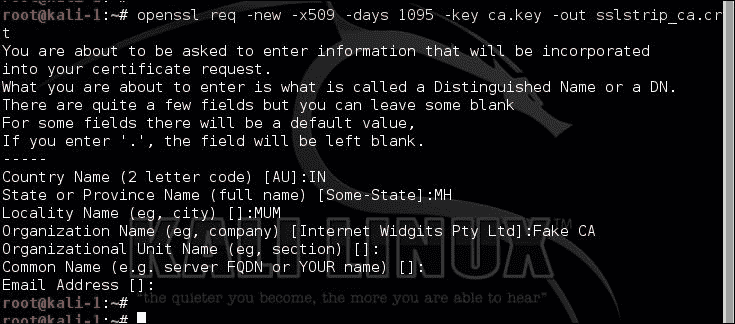 root@kali-1:~# openssl req -new -x509 -days 1095 -key ca.key -out sslstrip_ca.cr
t
You are about to be asked to enter information that will be incorporated
into your certificate request.
What you are about to enter is what is called a Distinguished Name or a DN.
There are quite a few fields but you can leave some blank
For some fields there will be a default value,
If you enter '.', the field will be left blank.
-----
Country Name (2 letter code) [AU]:IN
State or Province Name (full name) [Some-State]:MH
Locality Name (eg, city) []:MUM
Organization Name (eg, company) [Internet Widgits Pty Ltd]:Fake CA
Organizational Unit Name (eg, section) []:
Common Name (e.g. server FQDN or YOUR name) []:
Email Address []:
root@kali-1:~#
root@kali-1:~#
KALI LINUX™
"the quieter you become, the more you are able to hear"